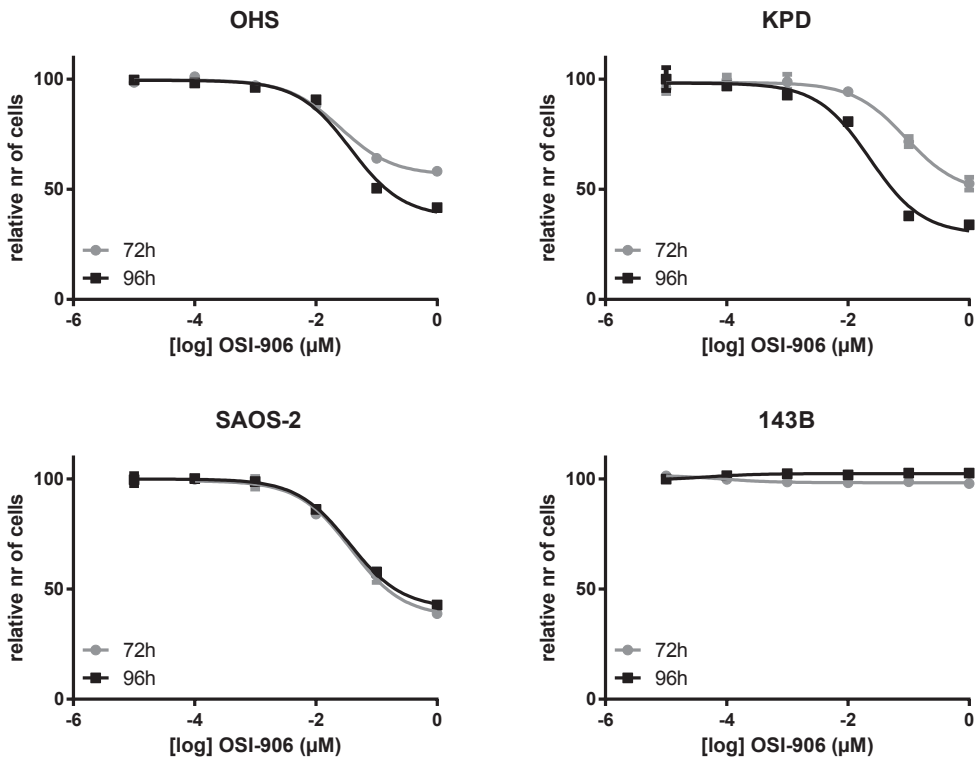 OHS
relative nr of cells
100
50
0
72h
96h
-6
-4
-2
0
[log] OSI-906 (µM)
KPD
relative nr of cells
100
50
0
72h
96h
-6
-4
-2
0
[log] OSI-906 (µM)
SAOS-2
relative nr of cells
100
50
0
72h
96h
-6
-4
-2
0
[log] OSI-906 (µM)
143B
relative nr of cells
100
50
0
72h
96h
-6
-4
-2
0
[log] OSI-906 (µM)